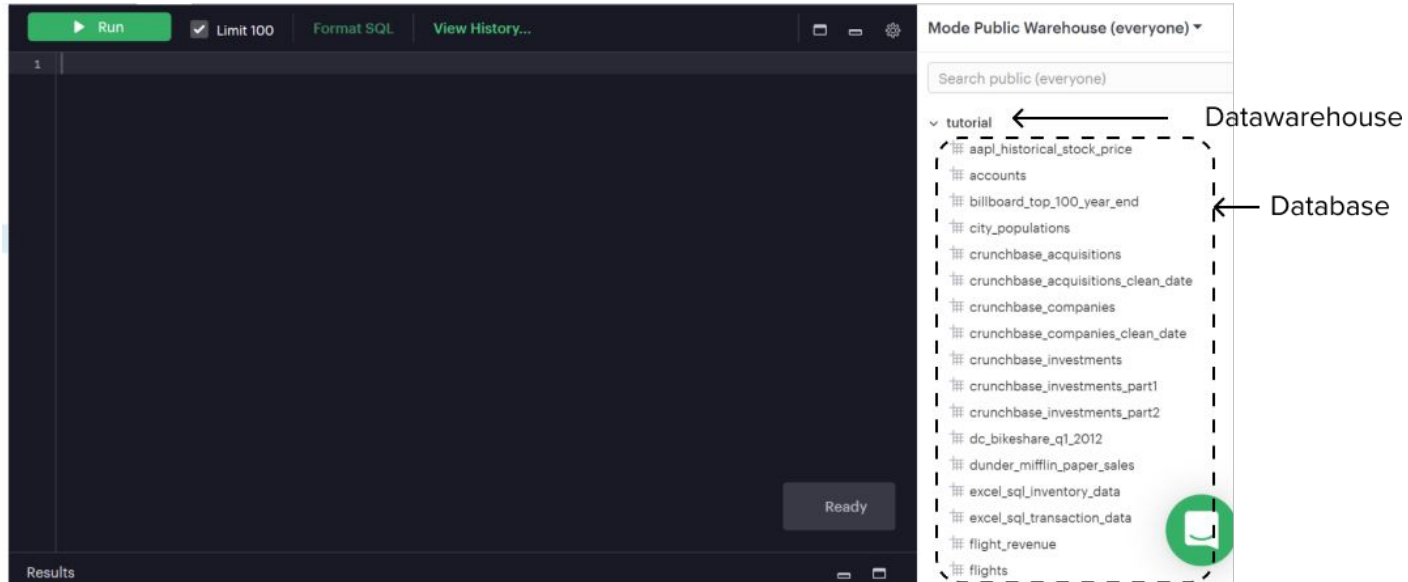 Run
Limit 100
Format SQL
View History...
1
Ready
Results
Mode Public Warehouse (everyone)
Search public (everyone)
tutorial
Datawarehouse
aapl_historical_stock_price
accounts
billboard_top_100_year_end
Database
city_populations
crunchbase_acquisitions
crunchbase_acquisitions_clean_date
crunchbase_companies
crunchbase_companies_clean_date
crunchbase_investments
crunchbase_investments_part1
crunchbase_investments_part2
dc_bikeshare_q1_2012
dunder_mifflin_paper_sales
excel_sql_inventory_data
excel_sql_transaction_data
flight_revenue
flights